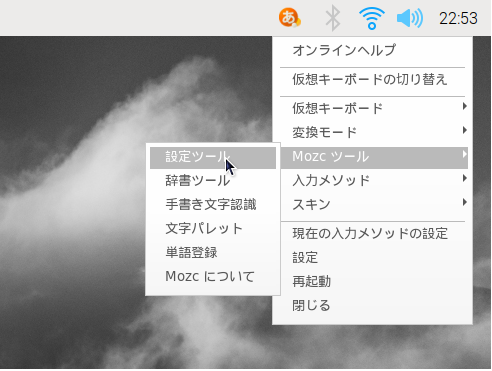 あ 22:53
オンラインヘルプ
仮想キーボードの切り替え
仮想キーボード
変換モード
Mozc ツール
入力メソッド
スキン
現在の入力メソッドの設定
設定
再起動
閉じる
設定ツール
辞書ツール
手書き文字認識
文字パレット
単語登録
Mozc について